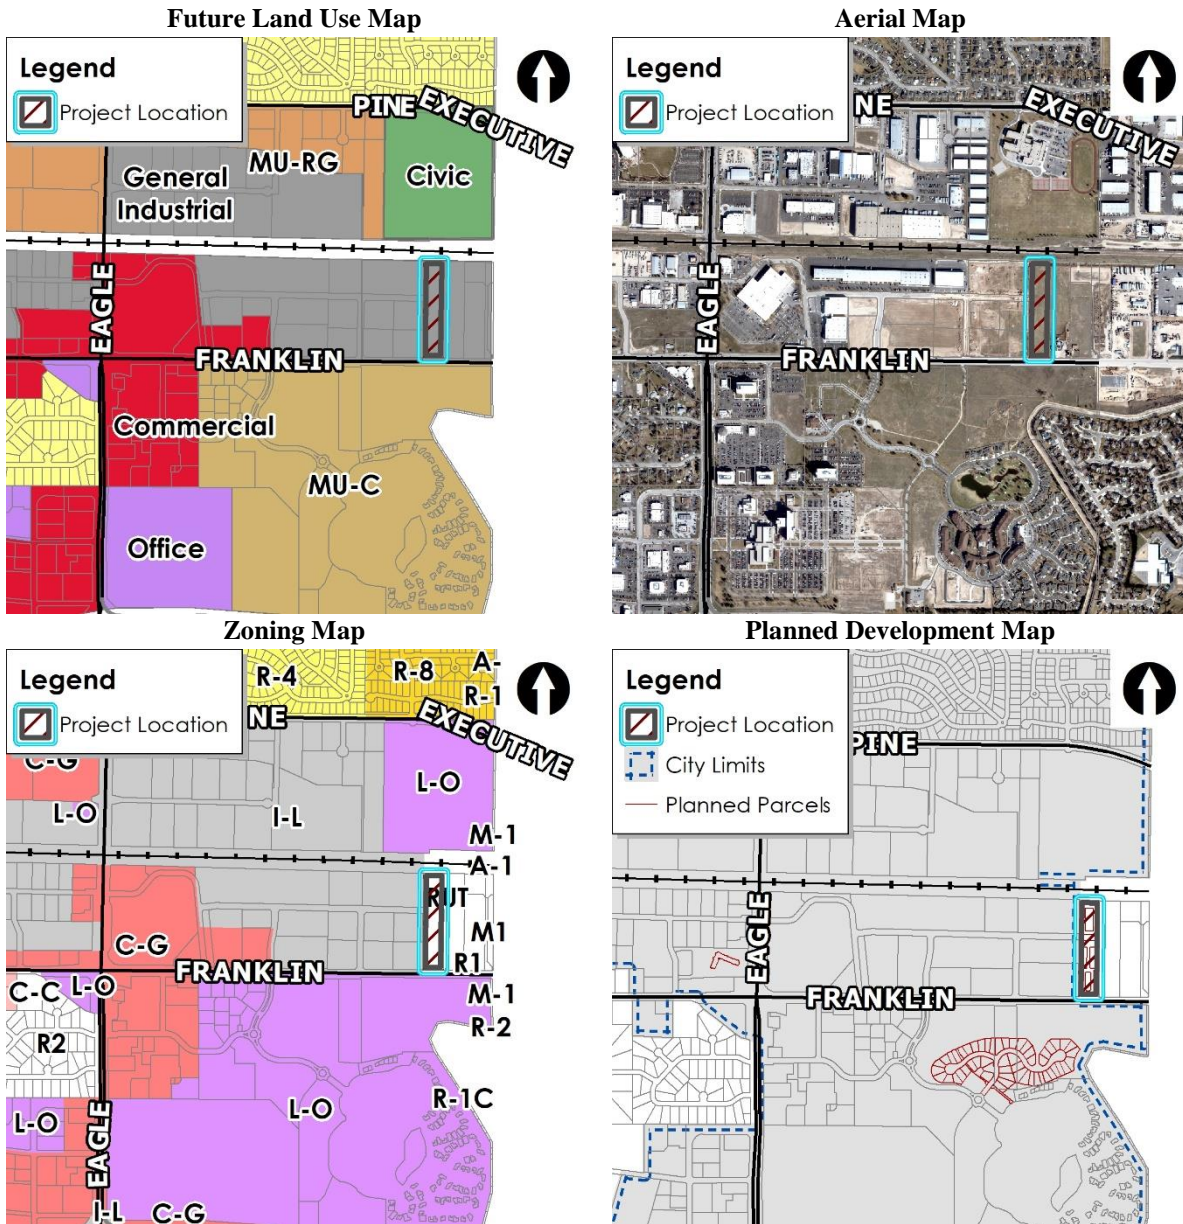 Future Land Use Map
Legend
Project Location
PINE
EXECUTIVE
MU-RG
Civic
General
Industrial
EAGLE
FRANKLIN
Commercial
MU-C
Office
Aerial Map
Legend
Project Location
NE
EXECUTIVE
EAGLE
FRANKLIN
Zoning Map
Legend
Project Location
R-4
R-8
A-
R-1
NE
EXECUTIVE
C-G
L-O
L-O
I-L
M-1
A-1
RUT
M1
C-G
R1
FRANKLIN
L-O
C-C
M-1
R-2
R2
R-1C
L-O
L-O
EAGLE
I-L
C-G
Planned Development Map
Legend
Project Location
City Limits
Planned Parcels
PINE
EAGLE
FRANKLIN